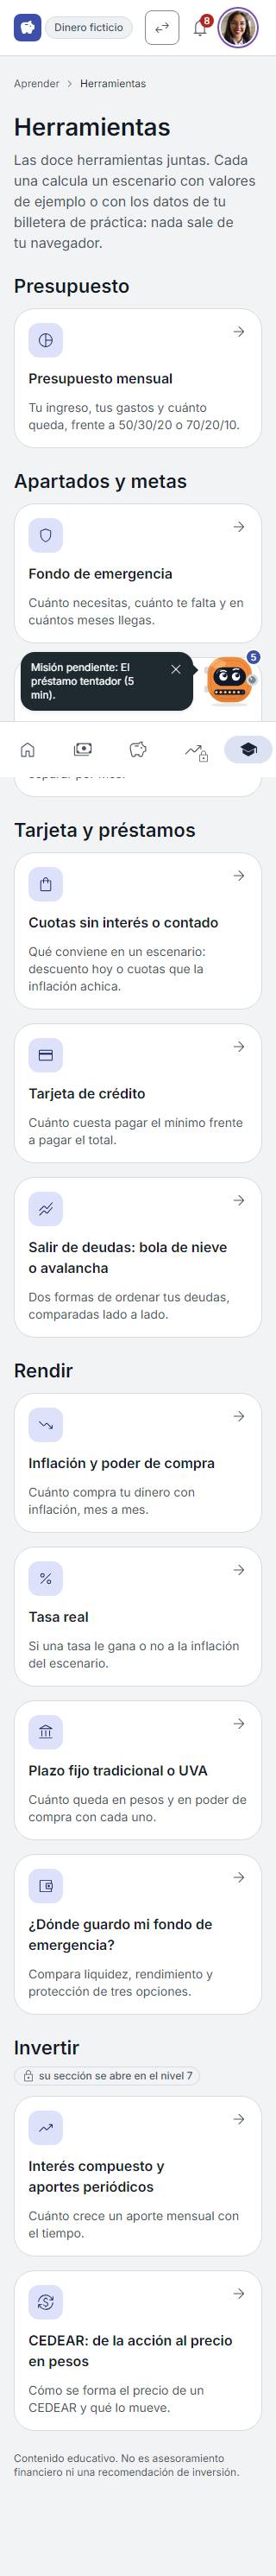 Dinero ficticio
8
Aprender > Herramientas
Herramientas
Las doce herramientas juntas. Cada
una calcula un escenario con valores
de ejemplo o con los datos de tu
billetera de práctica: nada sale de
tu navegador.
Presupuesto
Presupuesto mensual
Tu ingreso, tus gastos y cuánto
queda, frente a 50/30/20 o 70/20/10.
Apartados y metas
Fondo de emergencia
Cuánto necesitas, cuánto te falta y en
cuántos meses llegas.
Misión pendiente: El
préstamo tentador (5
min).
5
Tarjeta y préstamos
Cuotas sin interés o contado
Qué conviene en un escenario:
descuento hoy o cuotas que la
inflación achica.
Tarjeta de crédito
Cuánto cuesta pagar el mínimo frente
a pagar el total.
Salir de deudas: bola de nieve
o avalancha
Dos formas de ordenar tus deudas,
comparadas lado a lado.
Rendir
Inflación y poder de compra
Cuánto compra tu dinero con
inflación, mes a mes.
Tasa real
Si una tasa le gana o no a la inflación
del escenario.
Plazo fijo tradicional o UVA
Cuánto queda en pesos y en poder de
compra con cada uno.
¿Dónde guardo mi fondo de
emergencia?
Compara liquidez, rendimiento y
protección de tres opciones.
Invertir
su sección se abre en el nivel 7
Interés compuesto y
aportes periódicos
Cuánto crece un aporte mensual con
el tiempo.
CEDEAR: de la acción al precio
en pesos
Cómo se forma el precio de un
CEDEAR y qué lo mueve.
Contenido educativo. No es asesoramiento
financiero ni una recomendación de inversión.